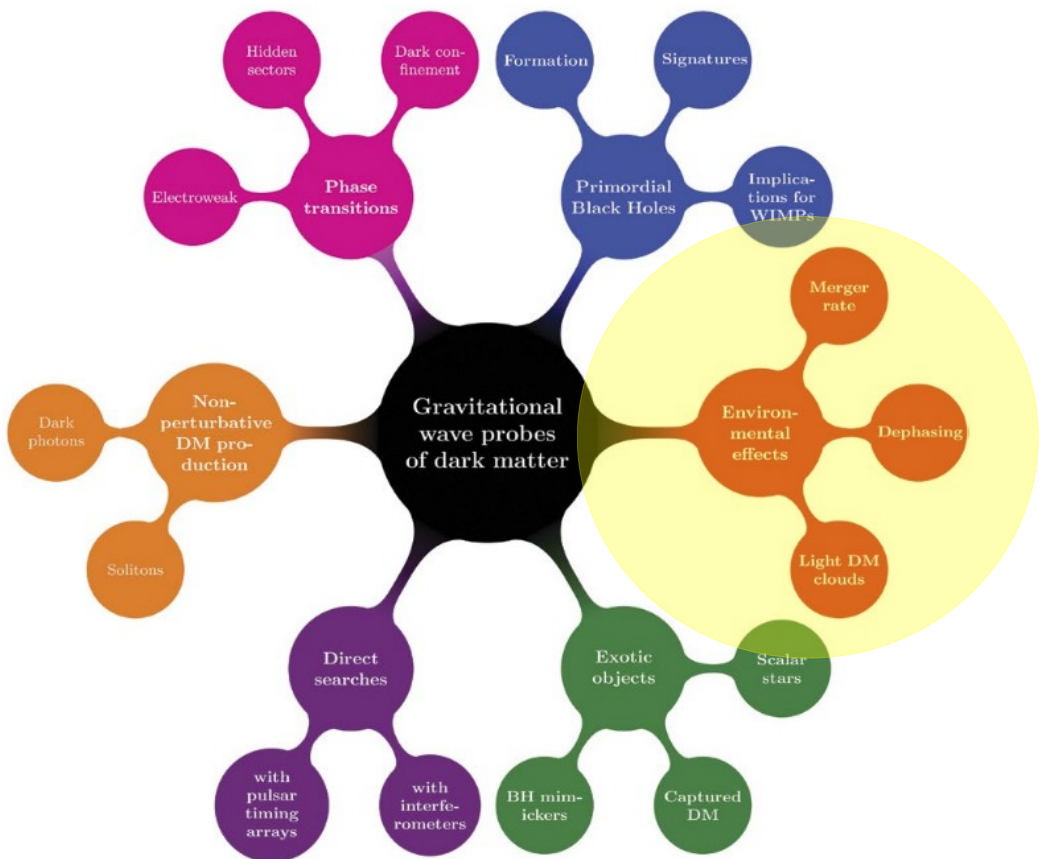 Hidden
sectors
Dark con-
finement
Electroweak
Phase
transitions
Formation
Signatures
Primordial
Black Holes
Implica-
tions for
WIMPs
Merger
rate
Environ-
mental
effects
Dephasing
Light DM
clouds
Gravitational
wave probes
of dark matter
Non-
perturbative
DM pro-
duction
Dark
photons
Solitons
Direct
searches
with
pulsar
timing
arrays
with
interfe-
rometers
Exotic
objects
Scalar
stars
BH mim-
ickers
Captured
DM